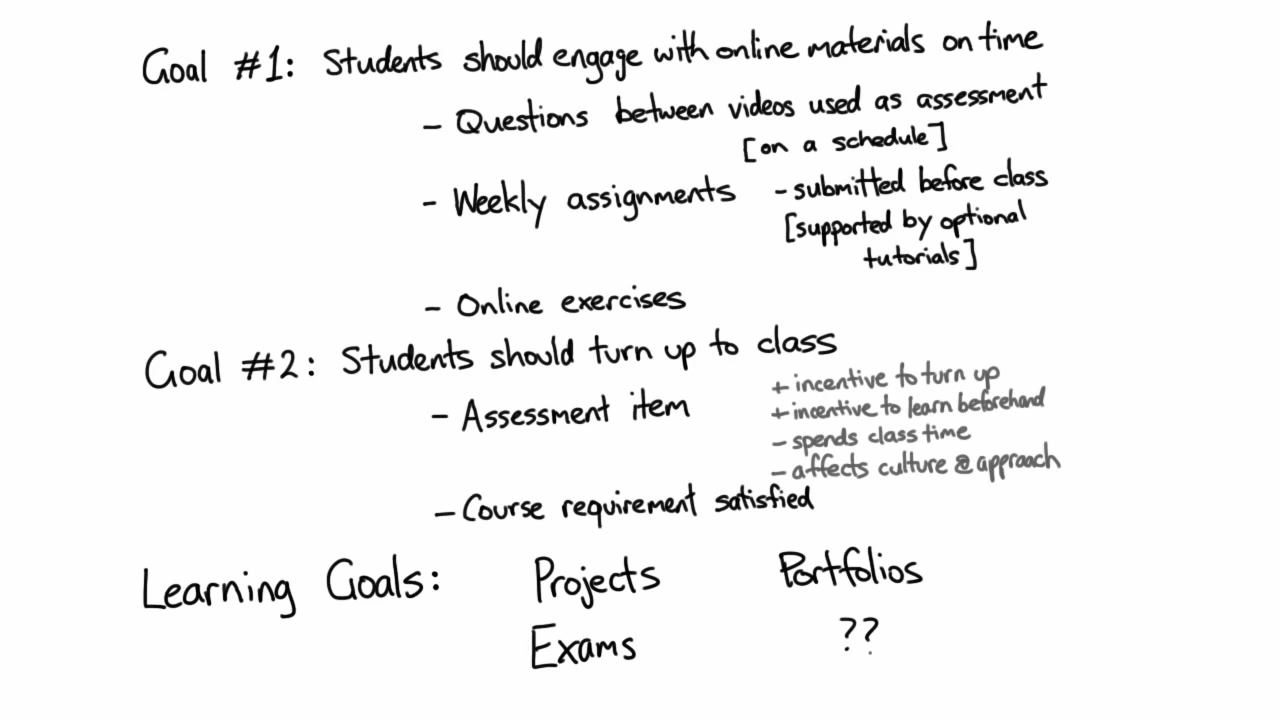 Goal #1: Students should engage with online materials on time
- Questions between videos used as assessment
[on a schedule]
- Weekly assignments - submitted before class
[supported by optional
tutorials]
- Online exercises
Goal #2: Students should turn up to class
+ incentive to turn up
- Assessment item
+ incentive to learn beforehand
- spends class time
- affects culture @ approach
- Course requirement satisfied
Learning Goals: Projects Portfolios
Exams ??